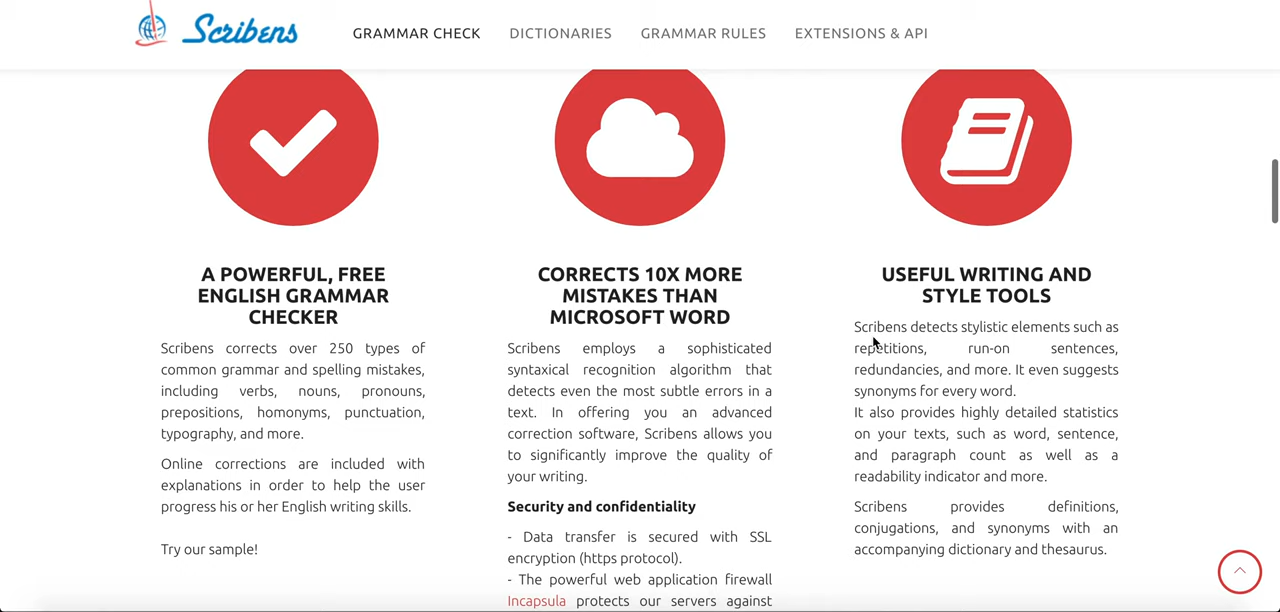 Scribens
GRAMMAR CHECK
DICTIONARIES
GRAMMAR RULES
EXTENSIONS & API
A POWERFUL, FREE
ENGLISH GRAMMAR
CHECKER
Scribens corrects over 250 types of
common grammar and spelling mistakes,
including verbs, nouns, pronouns,
prepositions, homonyms, punctuation,
typography, and more.
Online corrections are included with
explanations in order to help the user
progress his or her English writing skills.
Try our sample!
CORRECTS 10X MORE
MISTAKES THAN
MICROSOFT WORD
Scribens employs a sophisticated
syntaxical recognition algorithm that
detects even the most subtle errors in a
text. In offering you an advanced
correction software, Scribens allows you
to significantly improve the quality of
your writing.
Security and confidentiality
- Data transfer is secured with SSL
encryption (https protocol).
- The powerful web application firewall
Incapsula protects our servers against
USEFUL WRITING AND
STYLE TOOLS
Scribens detects stylistic elements such as
repetitions, run-on sentences,
redundancies, and more. It even suggests
synonyms for every word.
It also provides highly detailed statistics
on your texts, such as word, sentence,
and paragraph count as well as a
readability indicator and more.
Scribens provides definitions,
conjugations, and synonyms with an
accompanying dictionary and thesaurus.